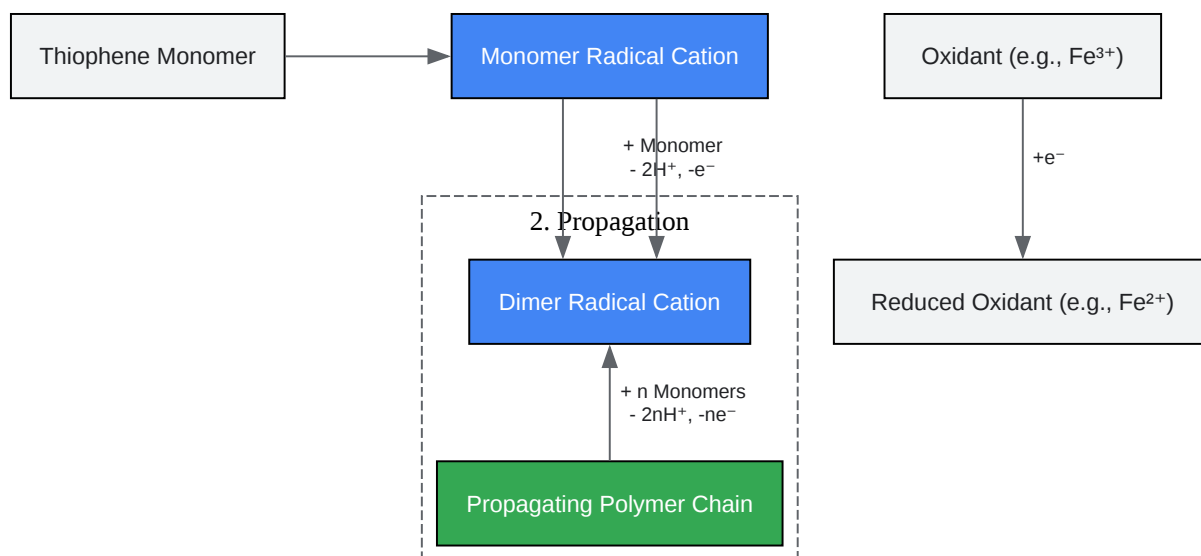 Thiophene Monomer
Monomer Radical Cation
Oxidant (e.g., Fe³⁺)
+ Monomer
- 2H⁺, -e⁻
+e⁻
2. Propagation
Dimer Radical Cation
Reduced Oxidant (e.g., Fe²⁺)
+ n Monomers
- 2nH⁺, -ne⁻
Propagating Polymer Chain